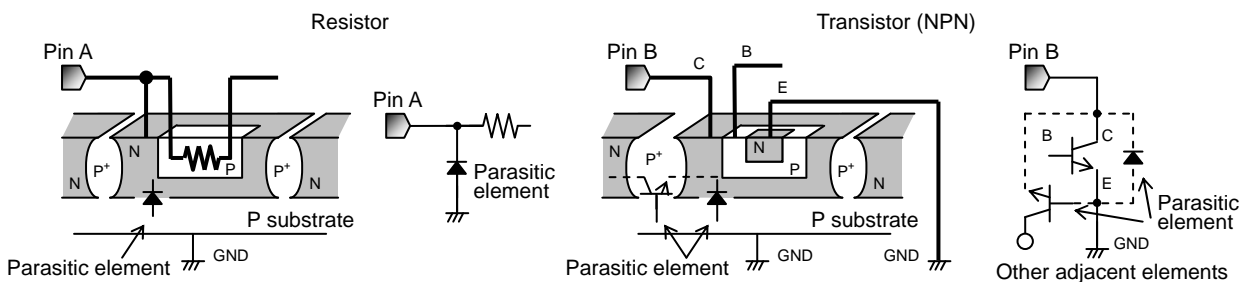 Resistor
Pin A
N
P+
N
P
P+
N
P substrate
Parasitic element
GND
Pin A
Parasitic
element
Transistor (NPN)
Pin B
C
B
E
N
P+
N
P
P+
N
P substrate
Parasitic element
GND
GND
Pin B
B
C
E
Parasitic
element
GND
Other adjacent elements